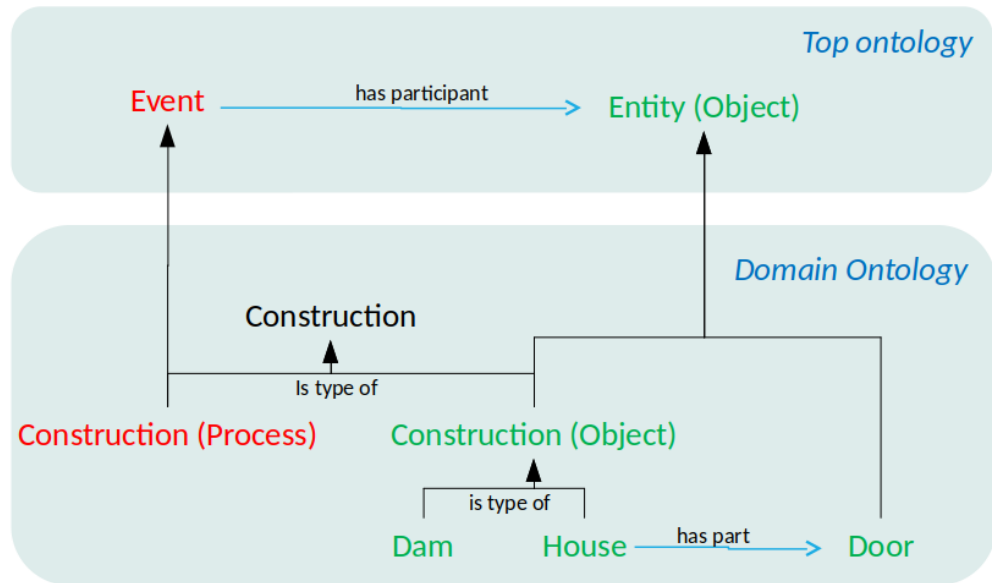 Top ontology
Event
has participant
Entity (Object)
Domain Ontology
Construction
Is type of
Construction (Process)
Construction (Object)
is type of
Dam
House
has part
Door